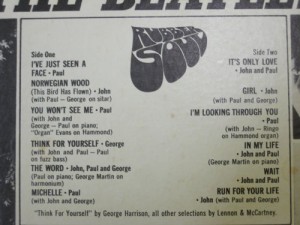 THE BEATLES
RUBBER SOUL
Side One
I'VE JUST SEEN A
FACE • Paul
NORWEGIAN WOOD
(This Bird Has Flown) • John
(with Paul — George on sitar)
YOU WON'T SEE ME • Paul
(with John and
George — Paul on piano;
"Organ" Evans on Hammond)
THINK FOR YOURSELF • George
(with John and Paul — Paul
on fuzz bass)
THE WORD • John, Paul and George
(Paul on piano; George Martin on
harmonium)
MICHELLE • Paul
(with John and George)
Side Two
IT'S ONLY LOVE
• John and Paul
GIRL • John
(with Paul and George)
I'M LOOKING THROUGH YOU
• Paul
(with John — Ringo
on Hammond organ)
IN MY LIFE
• John and Paul
(George Martin on piano)
WAIT
• John and Paul
RUN FOR YOUR LIFE
• John (with Paul and George)
"Think For Yourself" by George Harrison, all other selections by Lennon & McCartney.